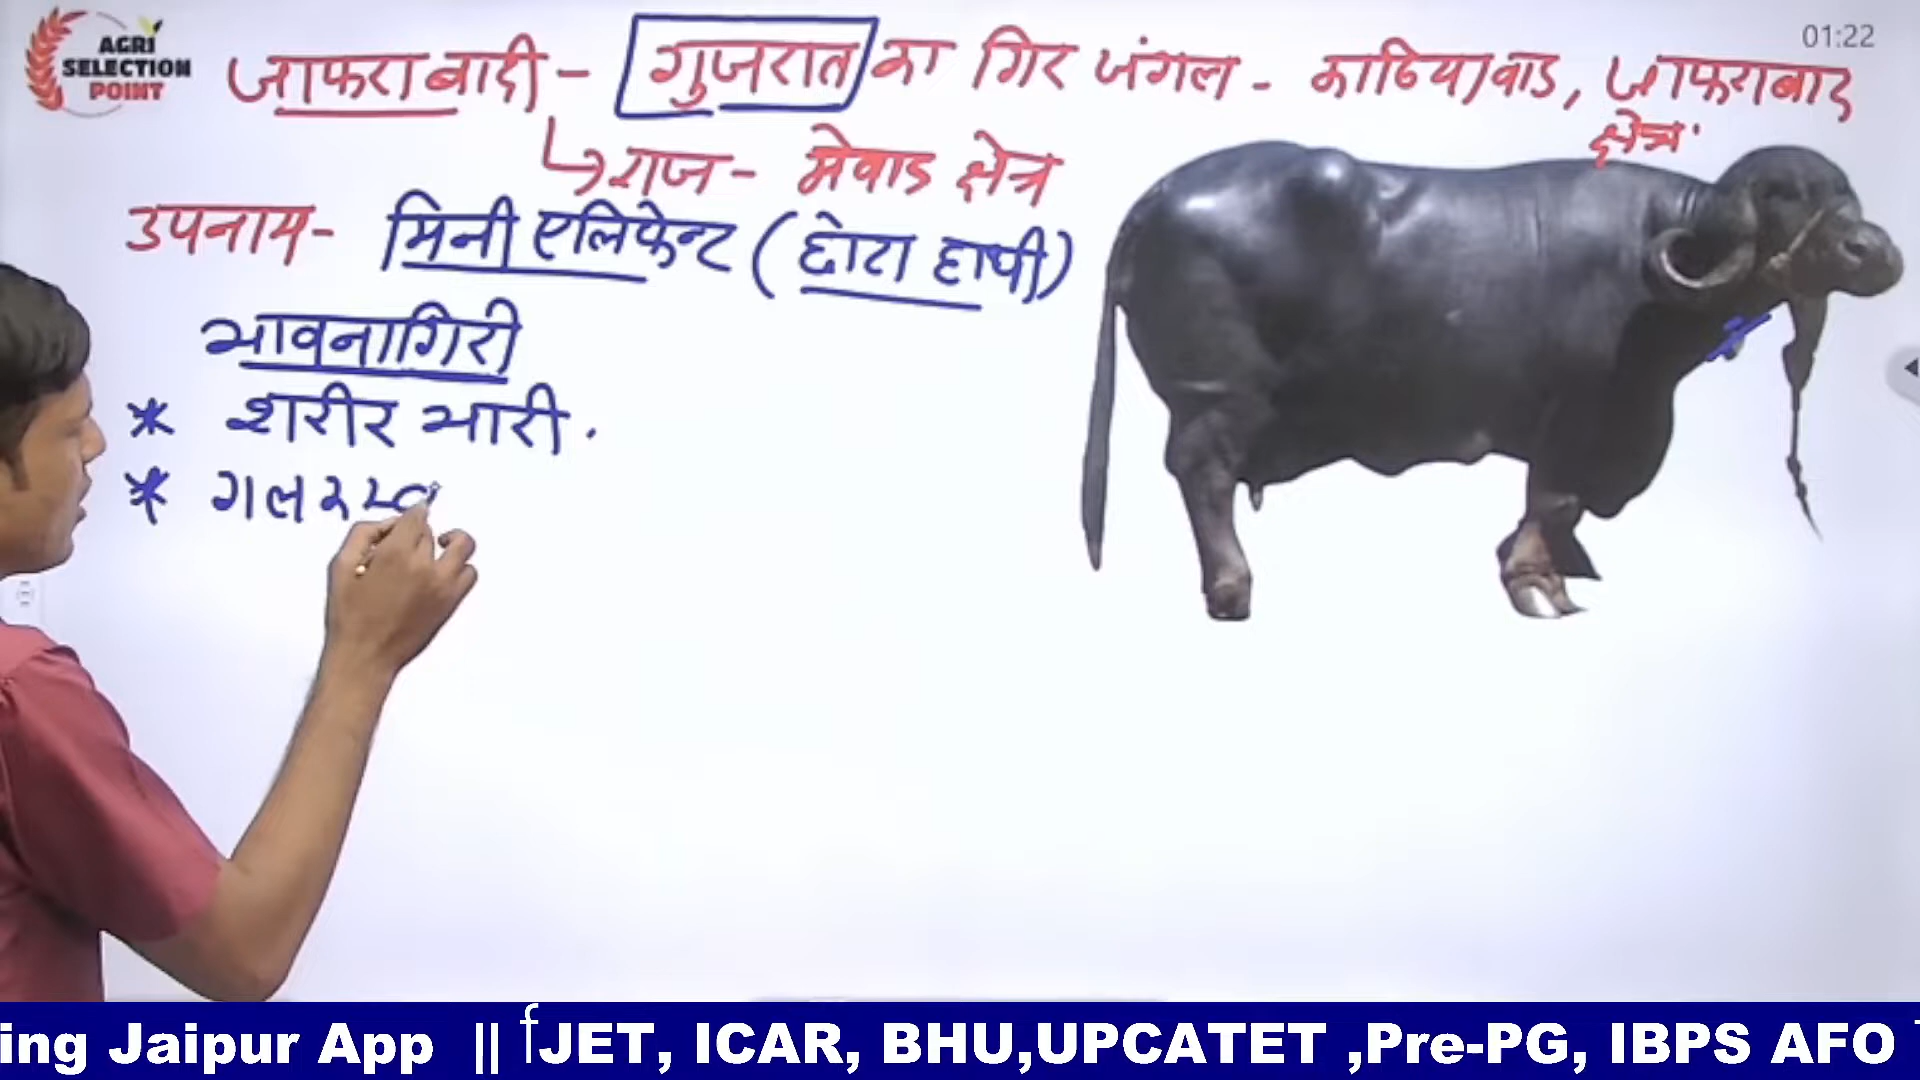 AGRI
SELECTION
POINT
01:22
जाफराबादी - गुजरात का गिर जंगल - काठियावाड, जाफराबाद
क्षेत्र.
↳ राज - मेवाड क्षेत्र
उपनाम - मिनी एलिफेन्ट (छोटा हाथी)
भावनागिरी
* शरीर भारी.
* गल
ing Jaipur App || JET, ICAR, BHU,UPCATET ,Pre-PG, IBPS AFO